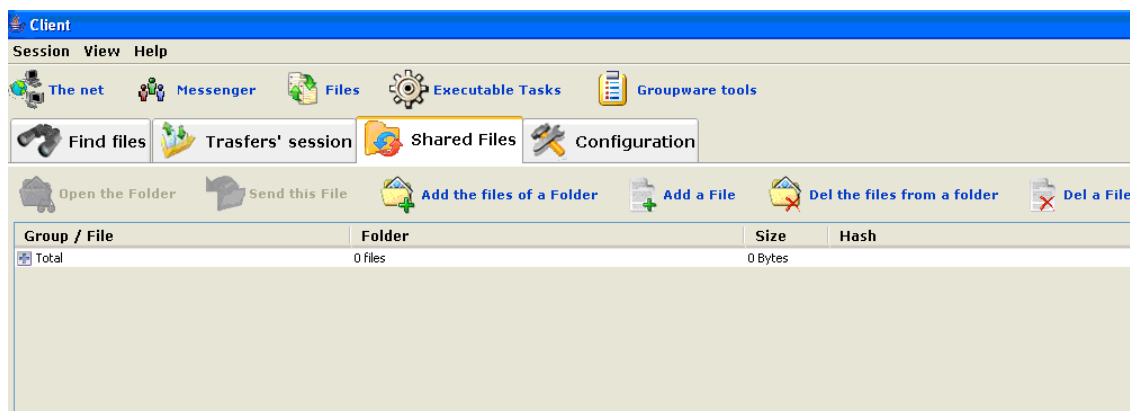 Client
Session View Help
The net Messenger Files Executable Tasks Groupware tools
Find files Trasfers' session Shared Files Configuration
Open the Folder Send this File Add the files of a Folder Add a File Del the files from a folder Del a File
Group / File Folder Size Hash
Total 0 files 0 Bytes